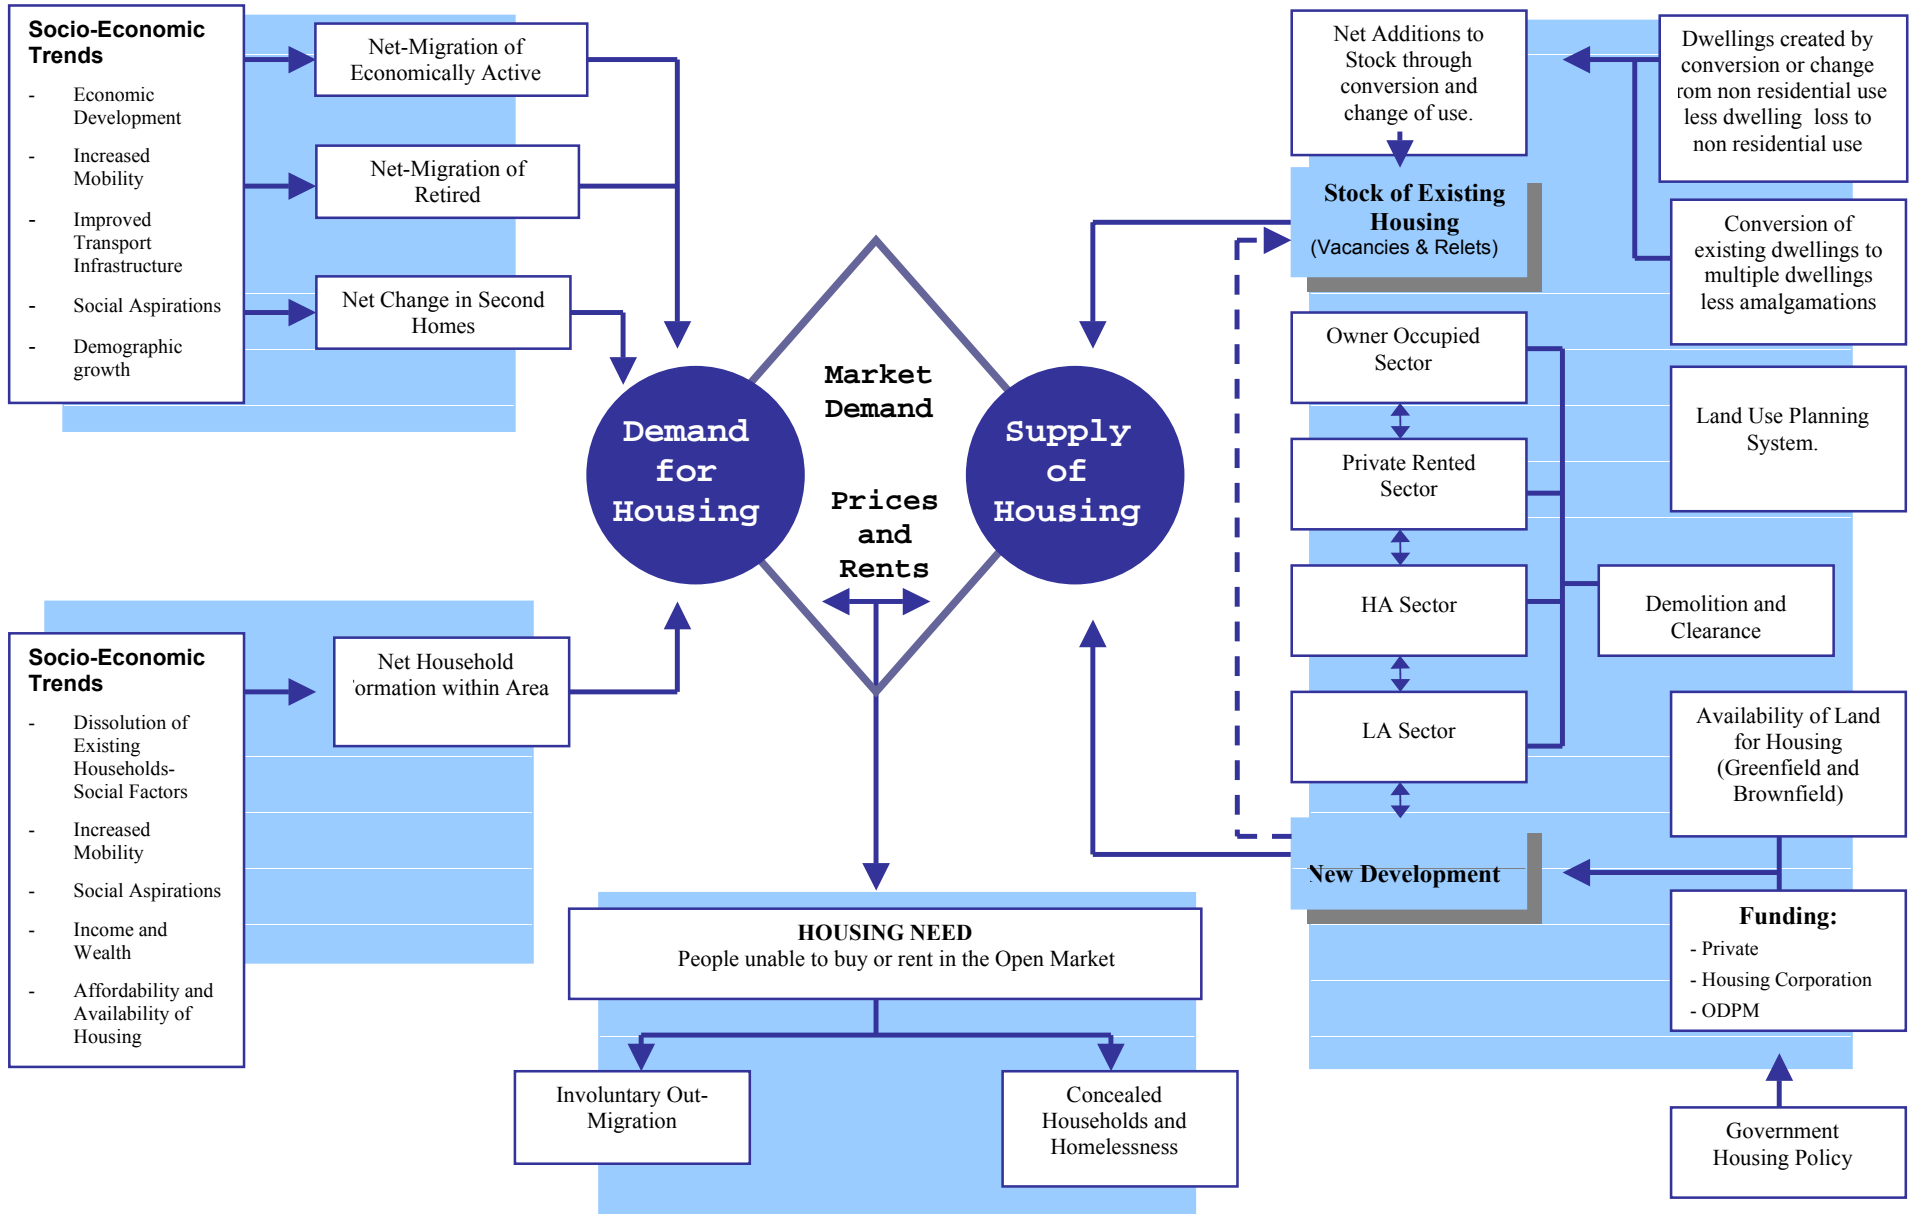 Socio-Economic
Trends
- Economic
Development
- Increased
Mobility
- Improved
Transport
Infrastructure
- Social Aspirations
- Demographic
growth
Net-Migration of
Economically Active
Net-Migration of
Retired
Net Change in Second
Homes
Demand
for
Housing
Market
Demand
Prices
and
Rents
Supply
of
Housing
Socio-Economic
Trends
- Dissolution of
Existing
Households-
Social Factors
- Increased
Mobility
- Social Aspirations
- Income and
Wealth
- Affordability and
Availability of
Housing
Net Household
ormation within Area
HOUSING NEED
People unable to buy or rent in the Open Market
Involuntary Out-
Migration
Concealed
Households and
Homelessness
Net Additions to
Stock through
conversion and
change of use.
Stock of Existing
Housing
(Vacancies & Relets)
Owner Occupied
Sector
Private Rented
Sector
HA Sector
LA Sector
New Development
Dwellings created by
conversion or change
rom non residential use
less dwelling loss to
non residential use
Conversion of
existing dwellings to
multiple dwellings
less amalgamations
Land Use Planning
System.
Demolition and
Clearance
Availability of Land
for Housing
(Greenfield and
Brownfield)
Funding:
- Private
- Housing Corporation
- ODPM
Government
Housing Policy